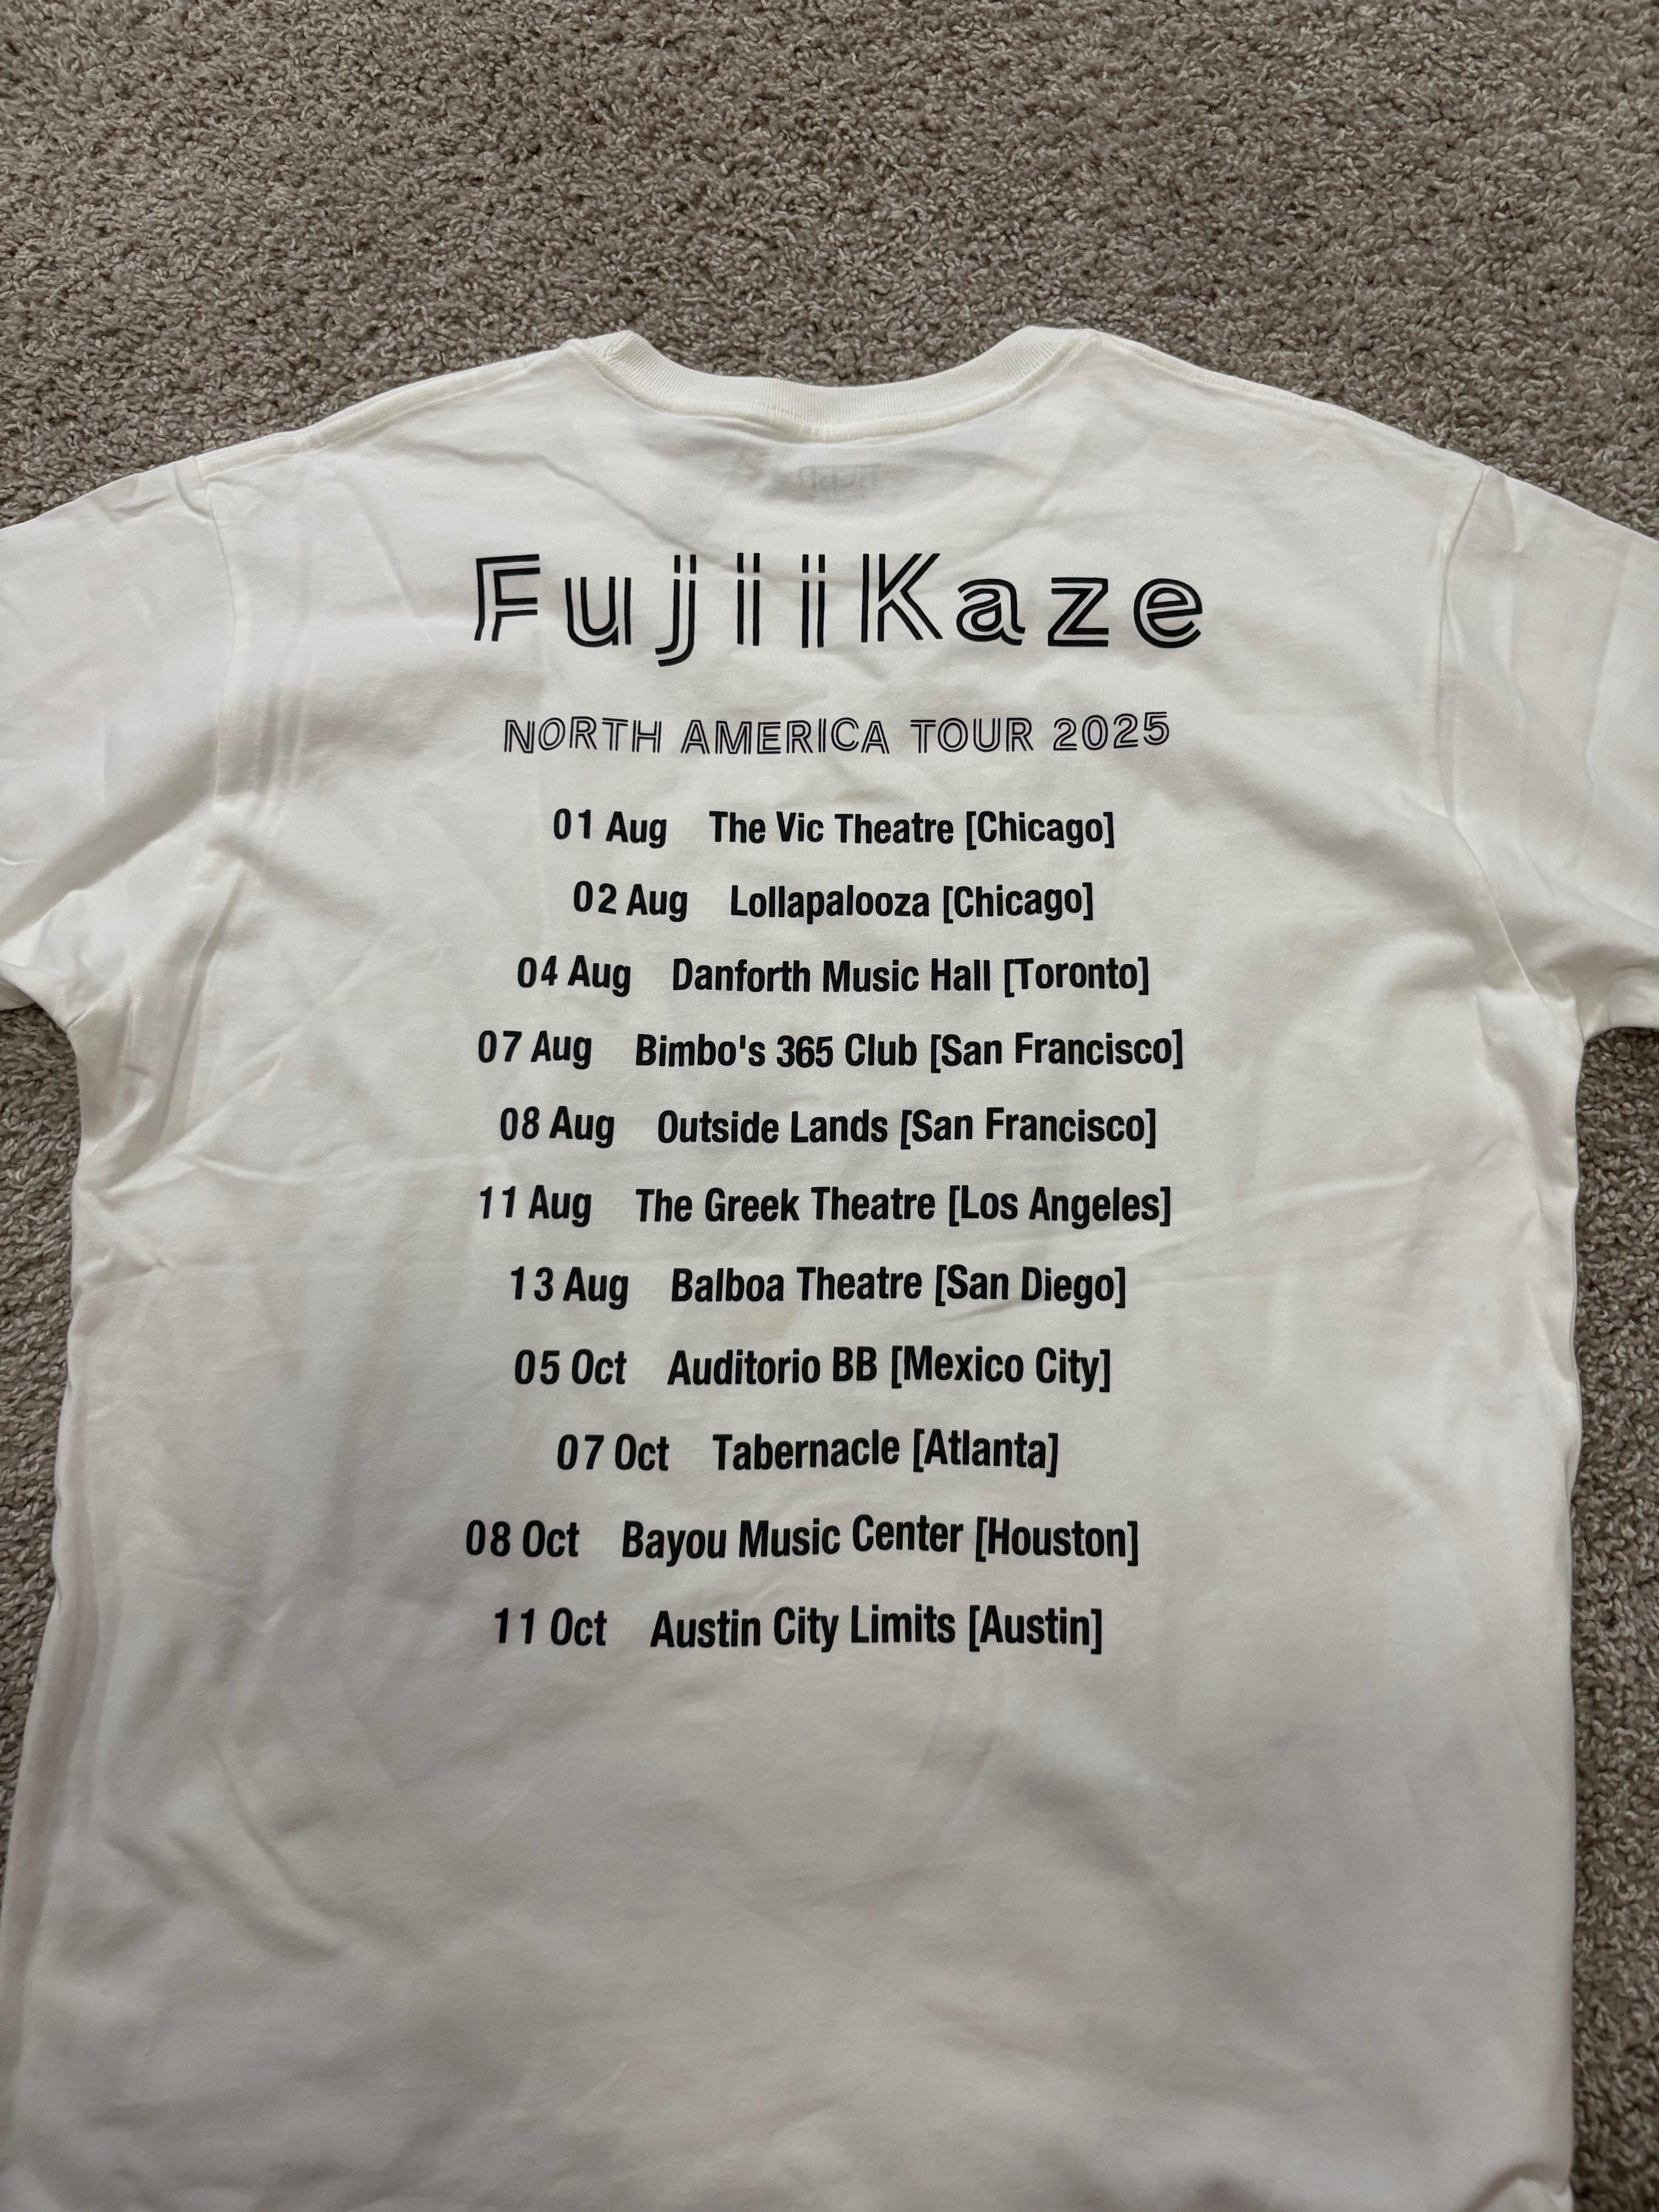 Fujii Kaze
NORTH AMERICA TOUR 2025
01 Aug The Vic Theatre [Chicago]
02 Aug Lollapalooza [Chicago]
04 Aug Danforth Music Hall [Toronto]
07 Aug Bimbo's 365 Club [San Francisco]
08 Aug Outside Lands [San Francisco]
11 Aug The Greek Theatre [Los Angeles]
13 Aug Balboa Theatre [San Diego]
05 Oct Auditorio BB [Mexico City]
07 Oct Tabernacle [Atlanta]
08 Oct Bayou Music Center [Houston]
11 Oct Austin City Limits [Austin]